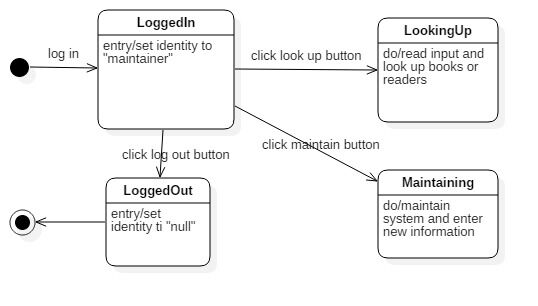 LoggedIn
entry/set identity to
"maintainer"
log in
click look up button
LookingUp
do/read input and
look up books or
readers
click log out button
click maintain button
LoggedOut
entry/set
identity ti "null"
Maintaining
do/maintain
system and enter
new information